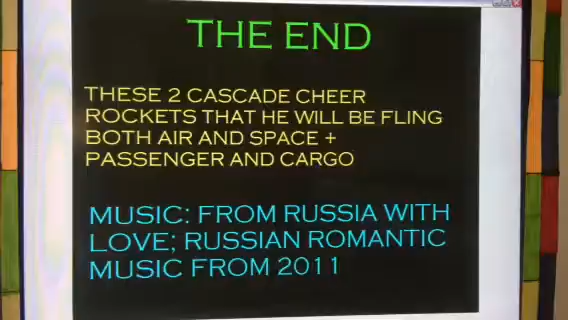 THE END
THESE 2 CASCADE CHEER
ROCKETS THAT HE WILL BE FLING
BOTH AIR AND SPACE +
PASSENGER AND CARGO
MUSIC: FROM RUSSIA WITH
LOVE; RUSSIAN ROMANTIC
MUSIC FROM 2011